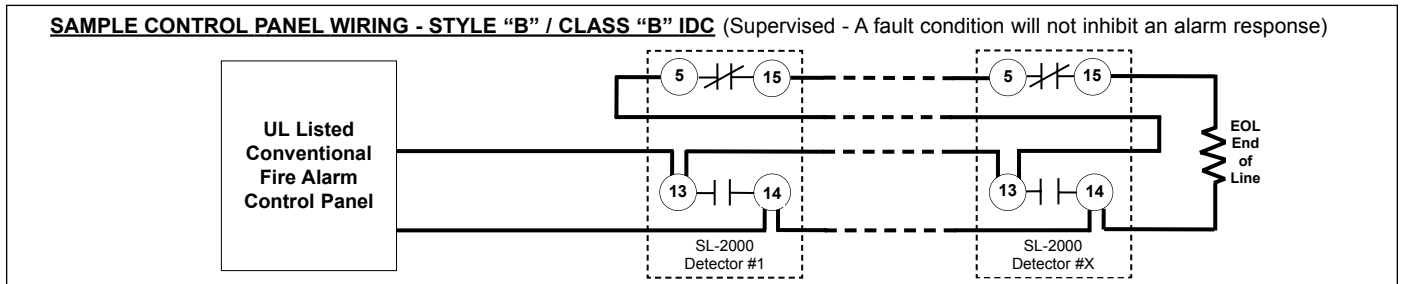 SAMPLE CONTROL PANEL WIRING - STYLE “B” / CLASS “B” IDC (Supervised - A fault condition will not inhibit an alarm response)
5 15 5 15
UL Listed
Conventional
Fire Alarm
Control Panel
EOL
End
of
Line
13 14 13 14
SL-2000
Detector #1
SL-2000
Detector #X